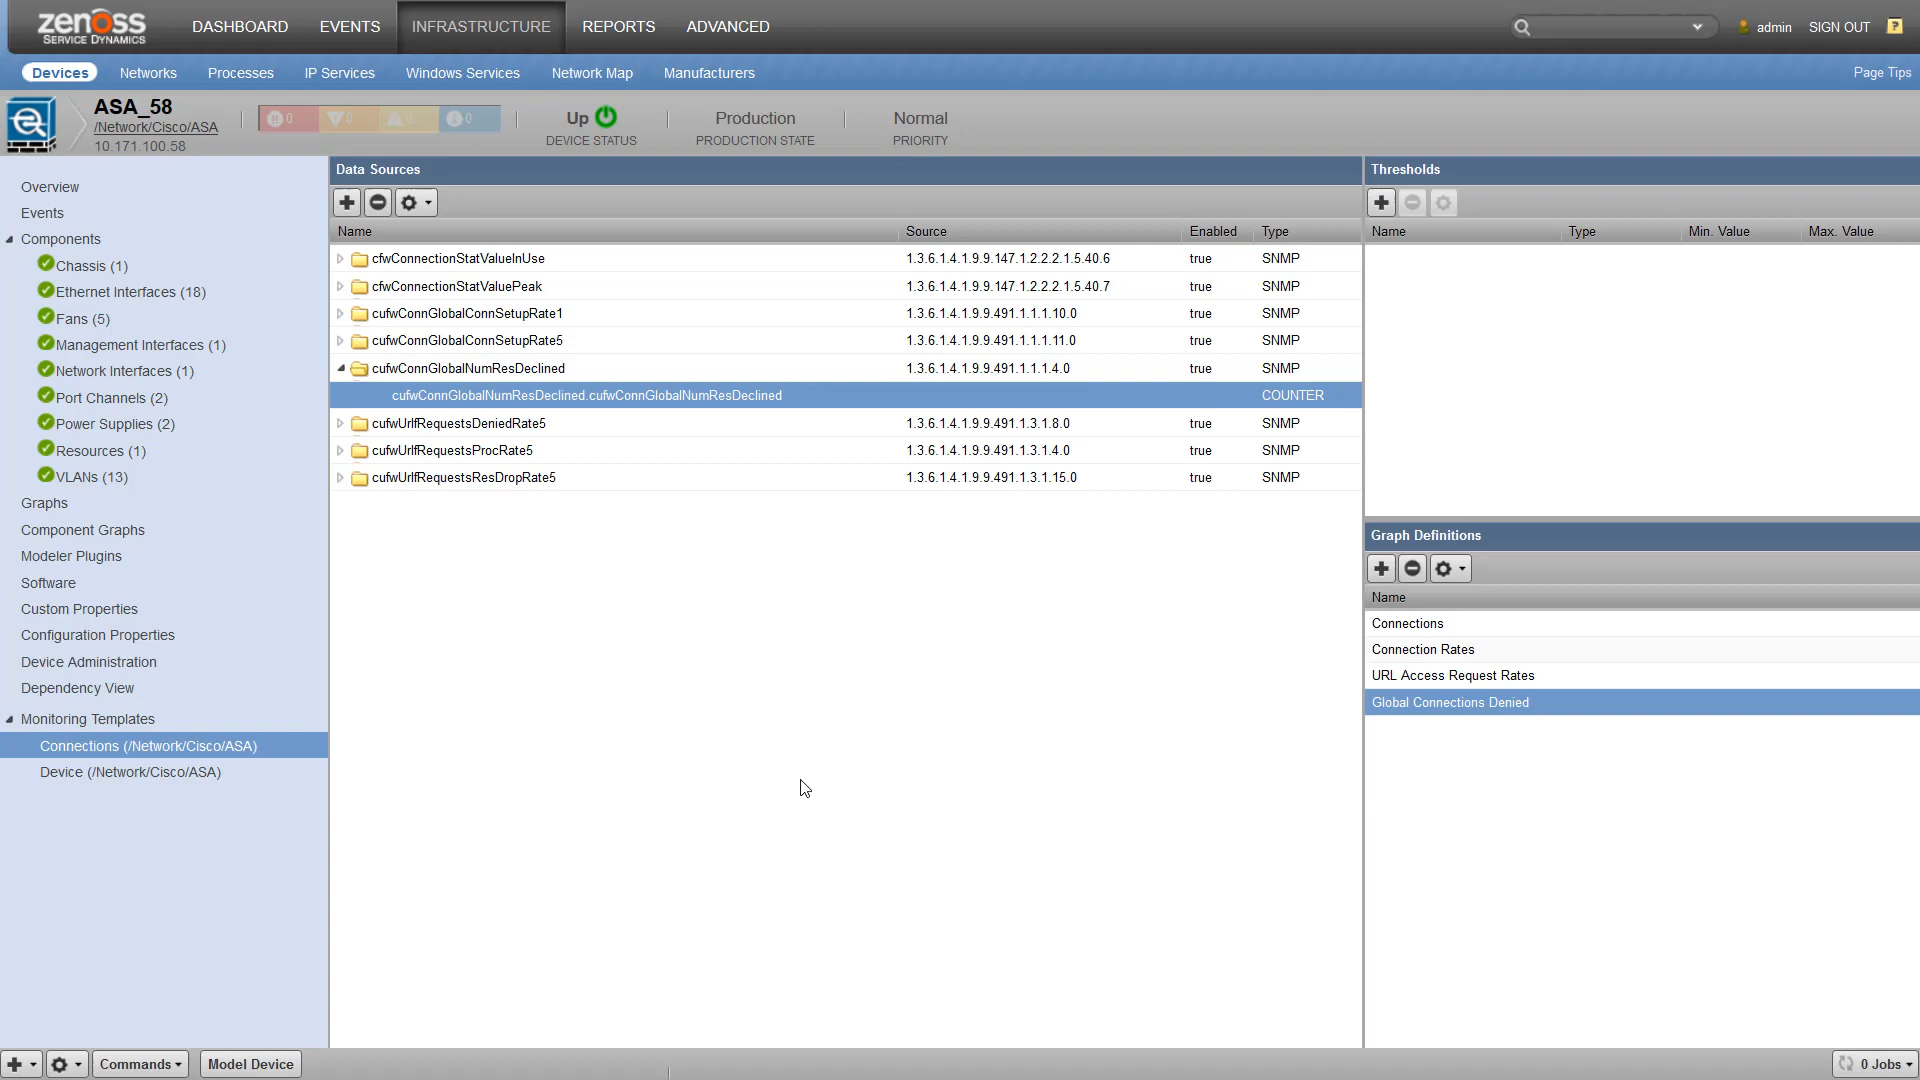 zenoss
SERVICE DYNAMICS
DASHBOARD
EVENTS
INFRASTRUCTURE
REPORTS
ADVANCED
admin
SIGN OUT
?
Devices
Networks
Processes
IP Services
Windows Services
Network Map
Manufacturers
Page Tips
ASA_58
/Network/Cisco/ASA
10.171.100.58
0
0
0
0
Up
DEVICE STATUS
Production
PRODUCTION STATE
Normal
PRIORITY
Overview
Events
Components
Chassis (1)
Ethernet Interfaces (18)
Fans (5)
Management Interfaces (1)
Network Interfaces (1)
Port Channels (2)
Power Supplies (2)
Resources (1)
VLANs (13)
Graphs
Component Graphs
Modeler Plugins
Software
Custom Properties
Configuration Properties
Device Administration
Dependency View
Monitoring Templates
Connections (/Network/Cisco/ASA)
Device (/Network/Cisco/ASA)
Data Sources
Name Source Enabled Type
cfwConnectionStatValueInUse 1.3.6.1.4.1.9.9.147.1.2.2.2.1.5.40.6 true SNMP
cfwConnectionStatValuePeak 1.3.6.1.4.1.9.9.147.1.2.2.2.1.5.40.7 true SNMP
cufwConnGlobalConnSetupRate1 1.3.6.1.4.1.9.9.491.1.1.1.10.0 true SNMP
cufwConnGlobalConnSetupRate5 1.3.6.1.4.1.9.9.491.1.1.1.11.0 true SNMP
cufwConnGlobalNumResDeclined 1.3.6.1.4.1.9.9.491.1.1.1.4.0 true SNMP
cufwConnGlobalNumResDeclined.cufwConnGlobalNumResDeclined COUNTER
cufwUrlfRequestsDeniedRate5 1.3.6.1.4.1.9.9.491.1.3.1.8.0 true SNMP
cufwUrlfRequestsProcRate5 1.3.6.1.4.1.9.9.491.1.3.1.4.0 true SNMP
cufwUrlfRequestsResDropRate5 1.3.6.1.4.1.9.9.491.1.3.1.15.0 true SNMP
Thresholds
Name Type Min. Value Max. Value
Graph Definitions
Name
Connections
Connection Rates
URL Access Request Rates
Global Connections Denied
Commands
Model Device
0 Jobs